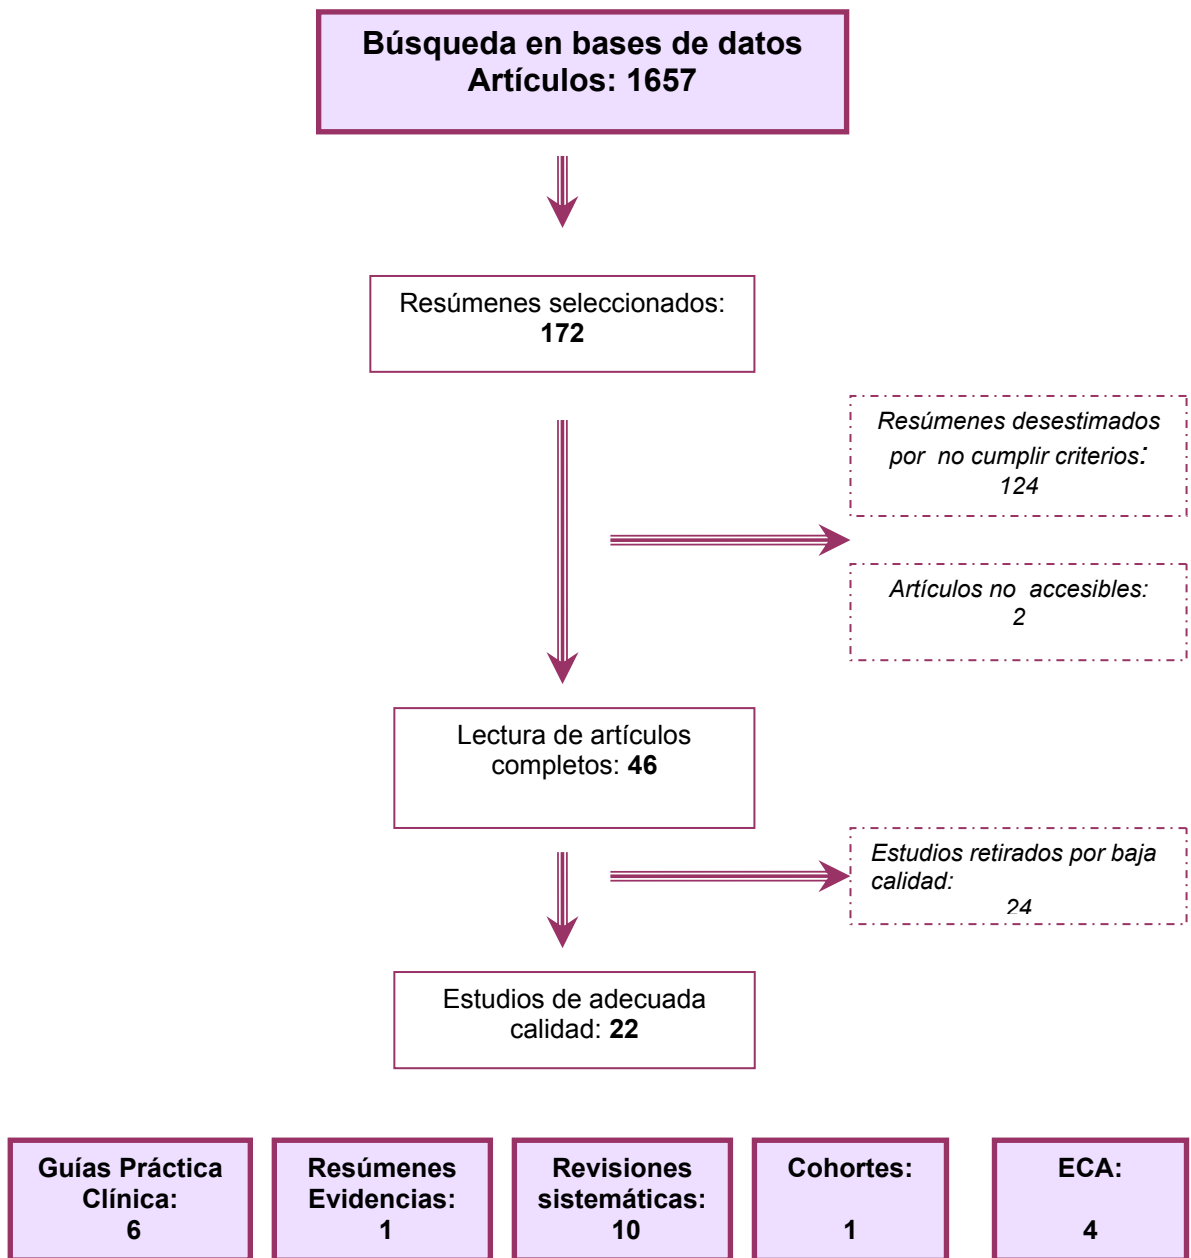 Búsqueda en bases de datos
Artículos: 1657
Resúmenes seleccionados:
172
Resúmenes desestimados
por no cumplir criterios:
124
Artículos no accesibles:
2
Lectura de artículos
completos: 46
Estudios retirados por baja
calidad:
24
Estudios de adecuada
calidad: 22
Guías Práctica
Clínica:
6
Resúmenes
Evidencias:
1
Revisiones
sistemáticas:
10
Cohortes:
1
ECA:
4